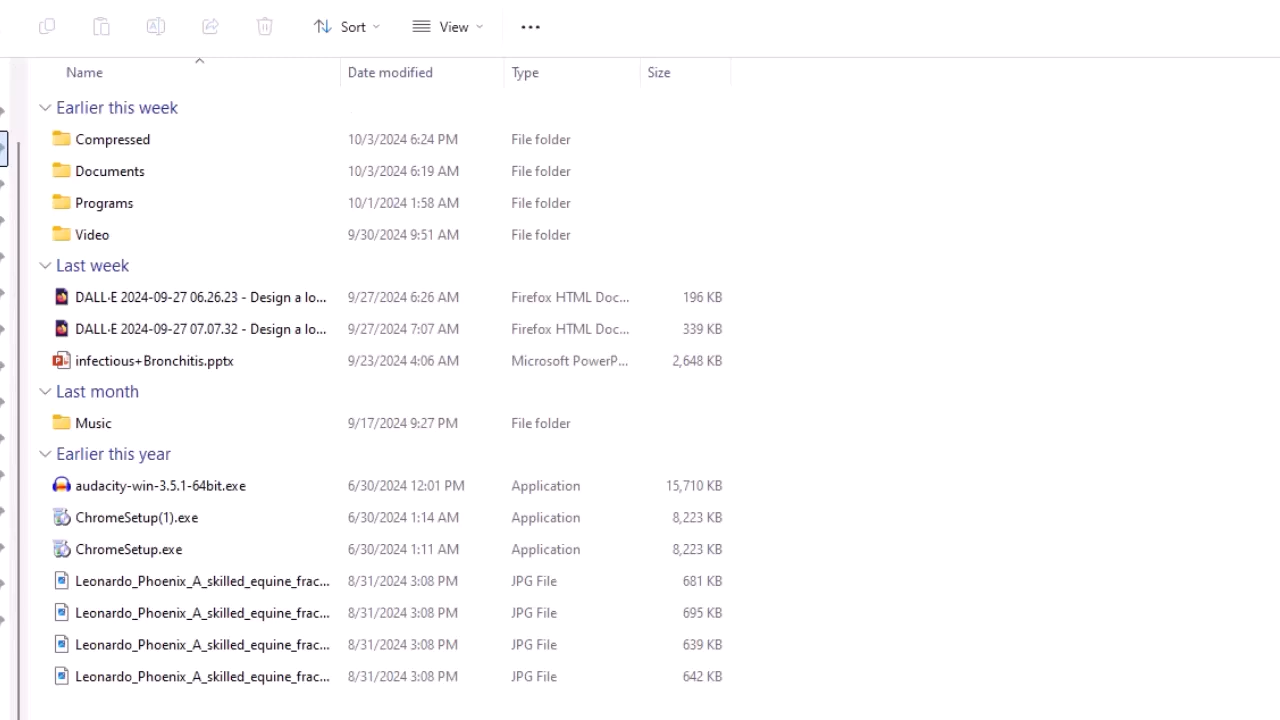 Sort View
Name Date modified Type Size
Earlier this week
Compressed 10/3/2024 6:24 PM File folder
Documents 10/3/2024 6:19 AM File folder
Programs 10/1/2024 1:58 AM File folder
Video 9/30/2024 9:51 AM File folder
Last week
DALL·E 2024-09-27 06.26.23 - Design a lo... 9/27/2024 6:26 AM Firefox HTML Doc... 196 KB
DALL·E 2024-09-27 07.07.32 - Design a lo... 9/27/2024 7:07 AM Firefox HTML Doc... 339 KB
infectious+Bronchitis.pptx 9/23/2024 4:06 AM Microsoft PowerP... 2,648 KB
Last month
Music 9/17/2024 9:27 PM File folder
Earlier this year
audacity-win-3.5.1-64bit.exe 6/30/2024 12:01 PM Application 15,710 KB
ChromeSetup(1).exe 6/30/2024 1:14 AM Application 8,223 KB
ChromeSetup.exe 6/30/2024 1:11 AM Application 8,223 KB
Leonardo_Phoenix_A_skilled_equine_frac... 8/31/2024 3:08 PM JPG File 681 KB
Leonardo_Phoenix_A_skilled_equine_frac... 8/31/2024 3:08 PM JPG File 695 KB
Leonardo_Phoenix_A_skilled_equine_frac... 8/31/2024 3:08 PM JPG File 639 KB
Leonardo_Phoenix_A_skilled_equine_frac... 8/31/2024 3:08 PM JPG File 642 KB